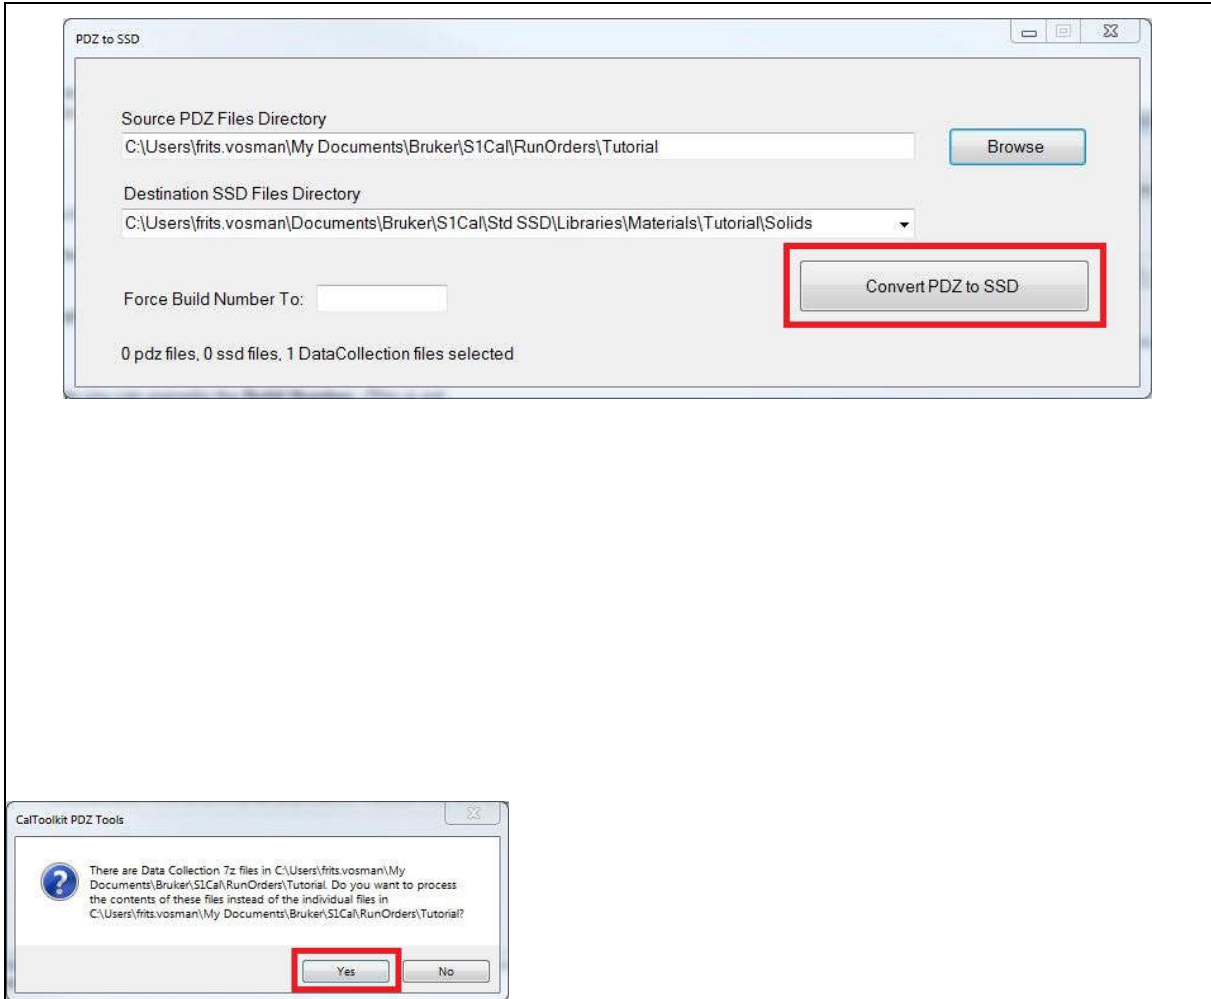 PDZ to SSD
Source PDZ Files Directory
C:\Users\frits.vosman\My Documents\Bruker\S1Cal\RunOrders\Tutorial
Browse
Destination SSD Files Directory
C:\Users\frits.vosman\Documents\Bruker\S1Cal\Std SSD\Libraries\Materials\Tutorial\Solids
Convert PDZ to SSD
Force Build Number To:
0 pdz files, 0 ssd files, 1 DataCollection files selected
CalToolkit PDZ Tools
There are Data Collection 7z files in C:\Users\frits.vosman\My
Documents\Bruker\S1Cal\RunOrders\Tutorial. Do you want to process
the contents of these files instead of the individual files in
C:\Users\frits.vosman\My Documents\Bruker\S1Cal\RunOrders\Tutorial?
Yes
No